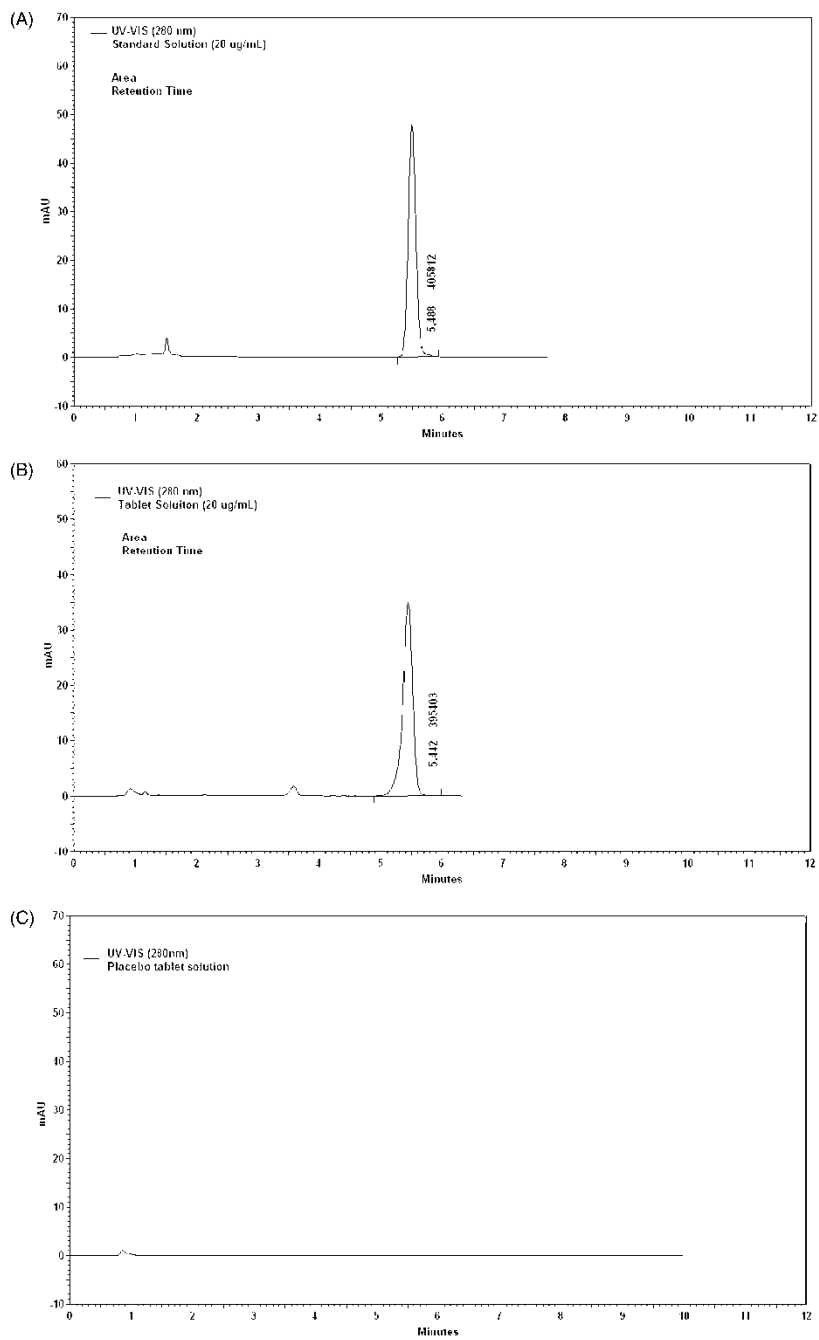 (A)
70
60
50
40
30
20
10
0
-10
mAU
UV-VIS (280 nm)
Standard Solution (20 ug/mL)
Area
Retention Time
5,488 405812
0 1 2 3 4 5 6 7 8 9 10 11 12
Minutes
(B)
60
50
40
30
20
10
0
-10
mAU
UV-VIS (280 nm)
Tablet Soluiton (20 ug/mL)
Area
Retention Time
5,442 395403
0 1 2 3 4 5 6 7 8 9 10 11 12
Minutes
(C)
70
60
50
40
30
20
10
0
-10
mAU
UV-VIS (280nm)
Placebo tablet solution
0 1 2 3 4 5 6 7 8 9 10 11 12
Minutes